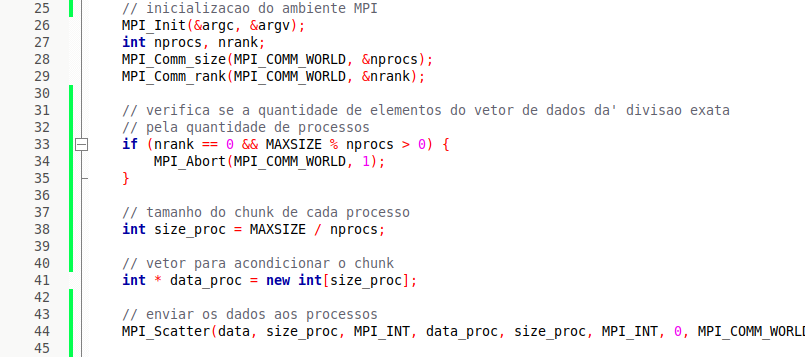 25 // inicializacao do ambiente MPI
26 MPI_Init(&argc, &argv);
27 int nprocs, nrank;
28 MPI_Comm_size(MPI_COMM_WORLD, &nprocs);
29 MPI_Comm_rank(MPI_COMM_WORLD, &nrank);
30
31 // verifica se a quantidade de elementos do vetor de dados da' divisao exata
32 // pela quantidade de processos
33 if (nrank == 0 && MAXSIZE % nprocs > 0) {
34 MPI_Abort(MPI_COMM_WORLD, 1);
35 }
36
37 // tamanho do chunk de cada processo
38 int size_proc = MAXSIZE / nprocs;
39
40 // vetor para acondicionar o chunk
41 int * data_proc = new int[size_proc];
42
43 // enviar os dados aos processos
44 MPI_Scatter(data, size_proc, MPI_INT, data_proc, size_proc, MPI_INT, 0, MPI_COMM_WORL
45